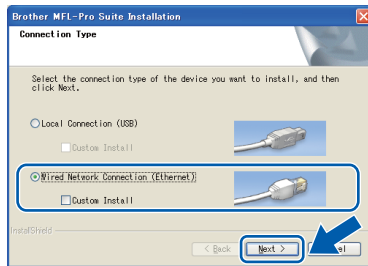 Brother MFL-Pro Suite Installation
Connection Type
Select the connection type of the device you want to install, and then
click Next.
Local Connection (USB)
Custom Install
Wired Network Connection (Ethernet)
Custom Install
InstallShield
< Back
Next >